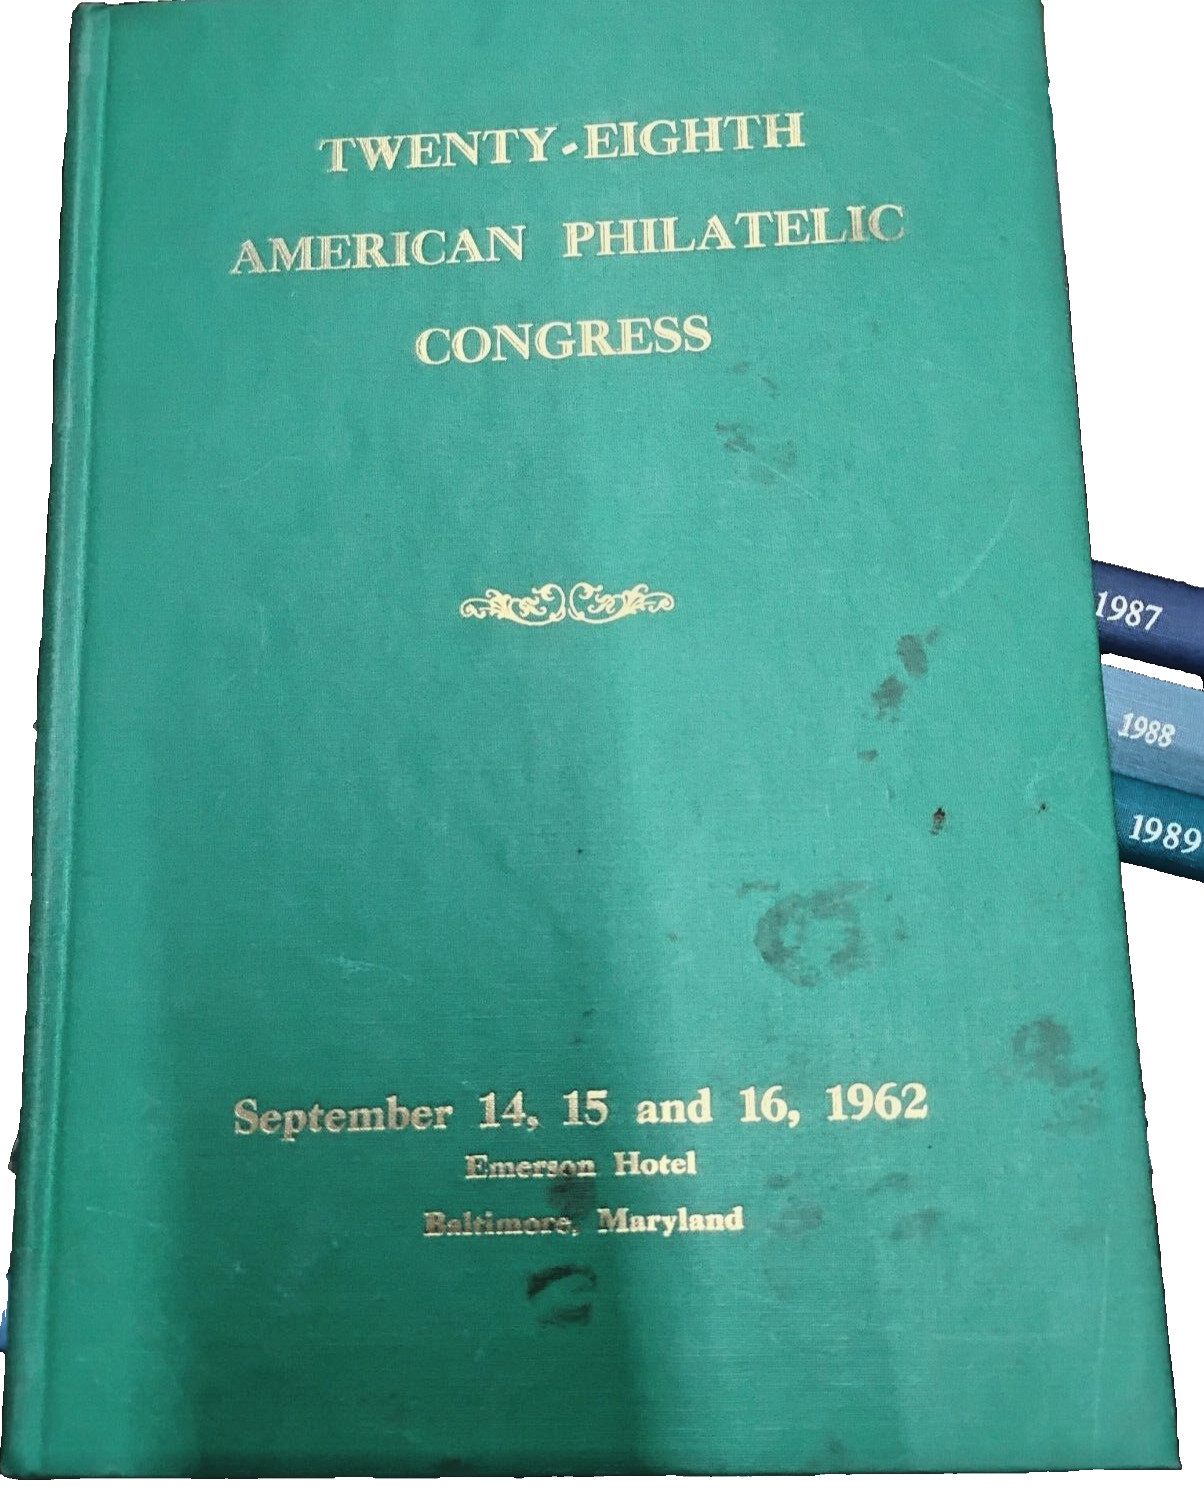 TWENTY-EIGHTH
AMERICAN PHILATELIC
CONGRESS
September 14, 15 and 16, 1962
Emerson Hotel
Baltimore, Maryland
1987
1988
1989